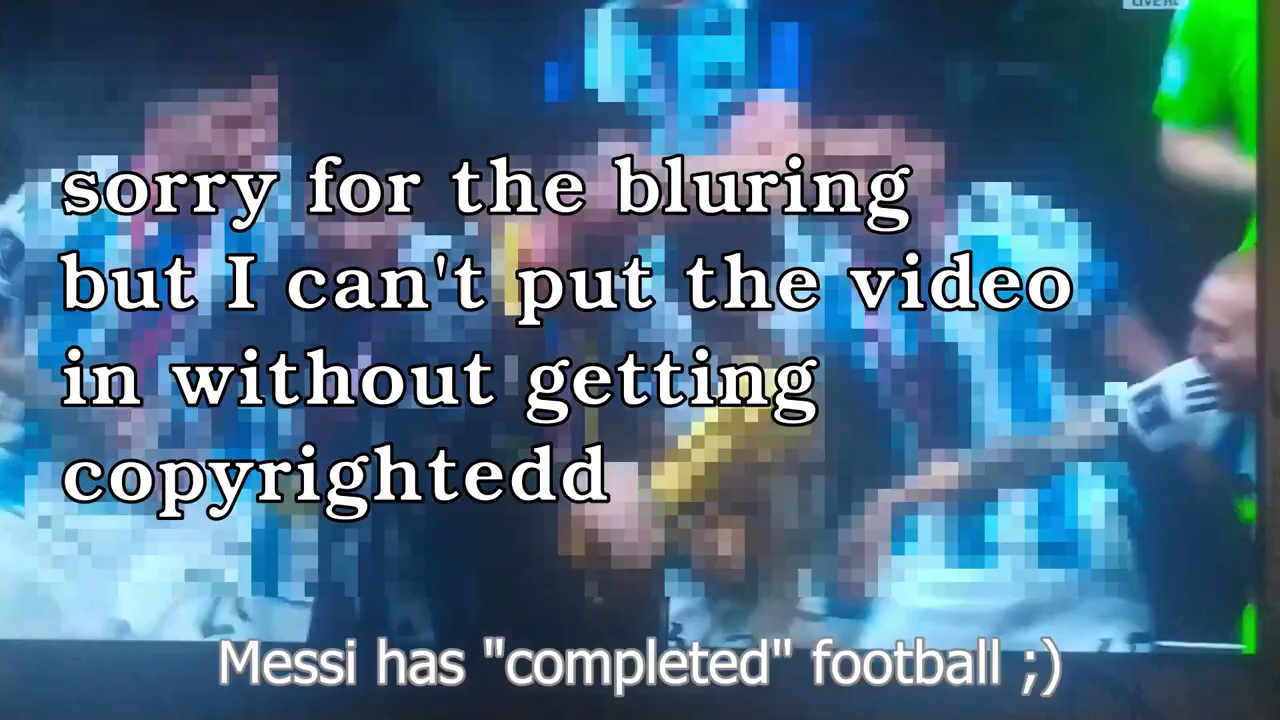 sorry for the bluring
but I can't put the video
in without getting
copyrightedd
Messi has "completed" football ;)